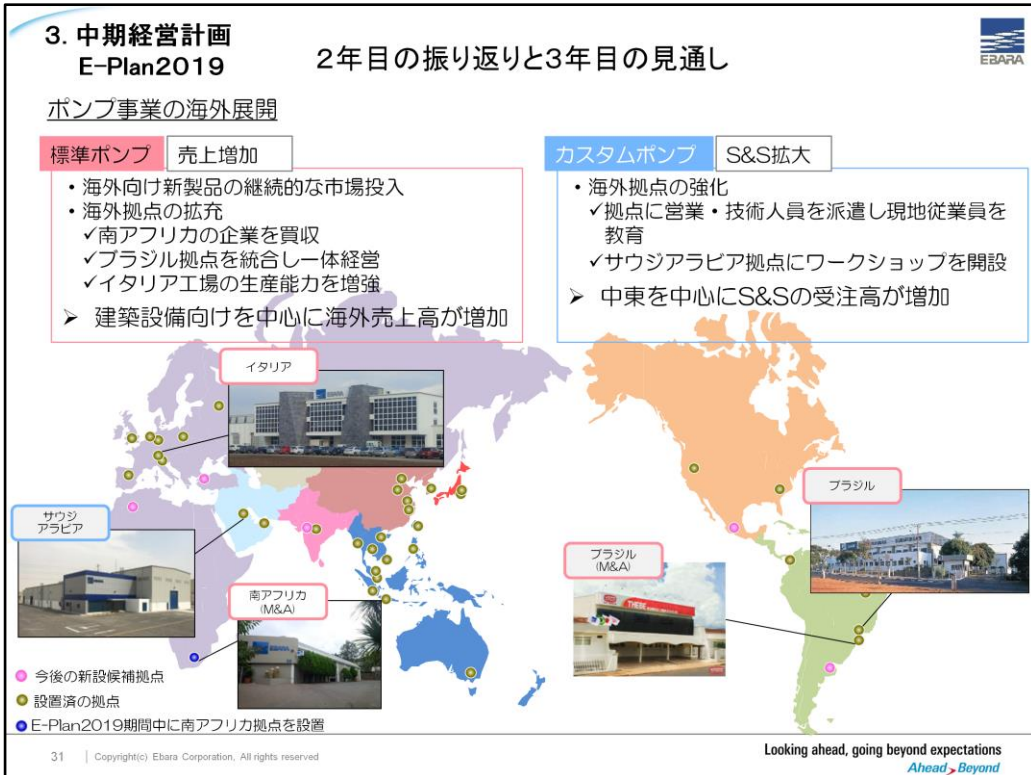 3. 中期経営計画
E-Plan2019
2年目の振り返りと3年目の見通し
EBARA
ポンプ事業の海外展開
標準ポンプ
売上増加
・海外向け新製品の継続的な市場投入
・海外拠点の拡充
✓南アフリカの企業を買収
✓ブラジル拠点を統合し一体経営
✓イタリア工場の生産能力を増強
➢ 建築設備向けを中心に海外売上高が増加
カスタムポンプ
S&S拡大
・海外拠点の強化
✓拠点に営業・技術人員を派遣し現地従業員を
教育
✓サウジアラビア拠点にワークショップを開設
➢ 中東を中心にS&Sの受注高が増加
イタリア
EBARA
サウジ
アラビア
南アフリカ
(M&A)
EBARA
ブラジル
(M&A)
THEBE
ブラジル
今後の新設候補拠点
設置済の拠点
E-Plan2019期間中に南アフリカ拠点を設置
31 | Copyright(c) Ebara Corporation, All rights reserved
Looking ahead, going beyond expectations
Ahead > Beyond